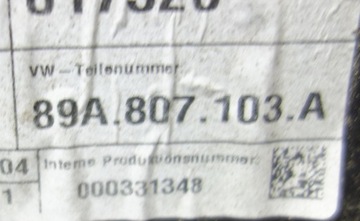 VW-Teilenummer:
89A.807.103.A
04
Interne Produktionsnummer:
1
000331348